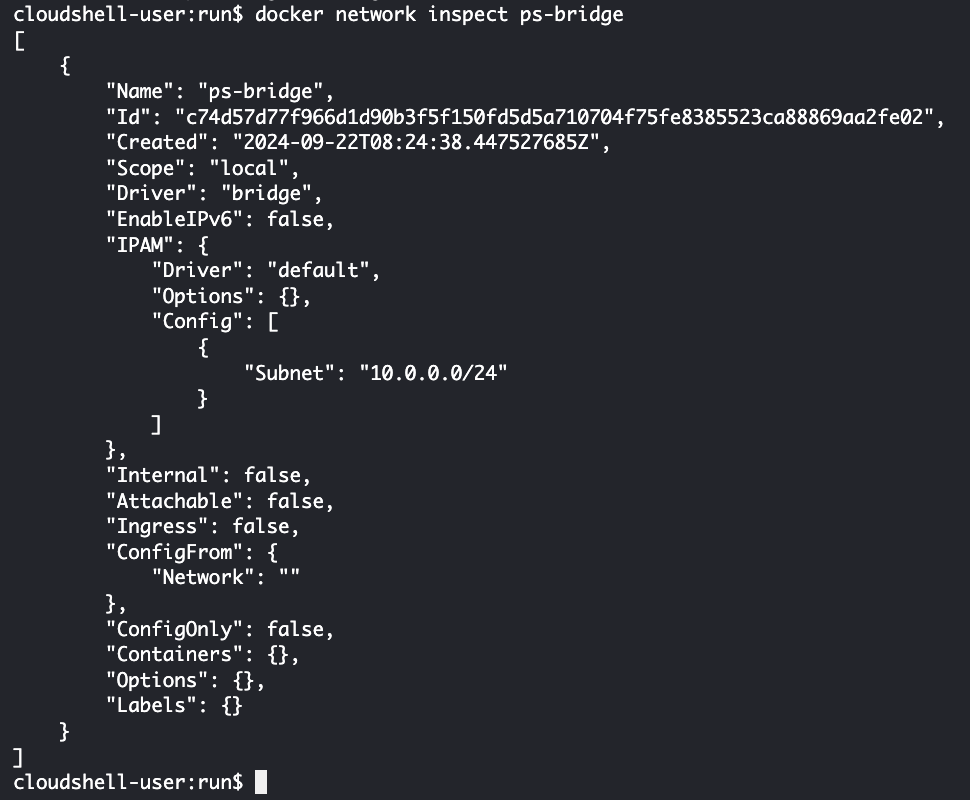 cloudshell-user:run$ docker network inspect ps-bridge
[
    {
        "Name": "ps-bridge",
        "Id": "c74d57d77f966d1d90b3f5f150fd5d5a710704f75fe8385523ca88869aa2fe02",
        "Created": "2024-09-22T08:24:38.447527685Z",
        "Scope": "local",
        "Driver": "bridge",
        "EnableIPv6": false,
        "IPAM": {
            "Driver": "default",
            "Options": {},
            "Config": [
                {
                    "Subnet": "10.0.0.0/24"
                }
            ]
        },
        "Internal": false,
        "Attachable": false,
        "Ingress": false,
        "ConfigFrom": {
            "Network": ""
        },
        "ConfigOnly": false,
        "Containers": {},
        "Options": {},
        "Labels": {}
    }
]
cloudshell-user:run$